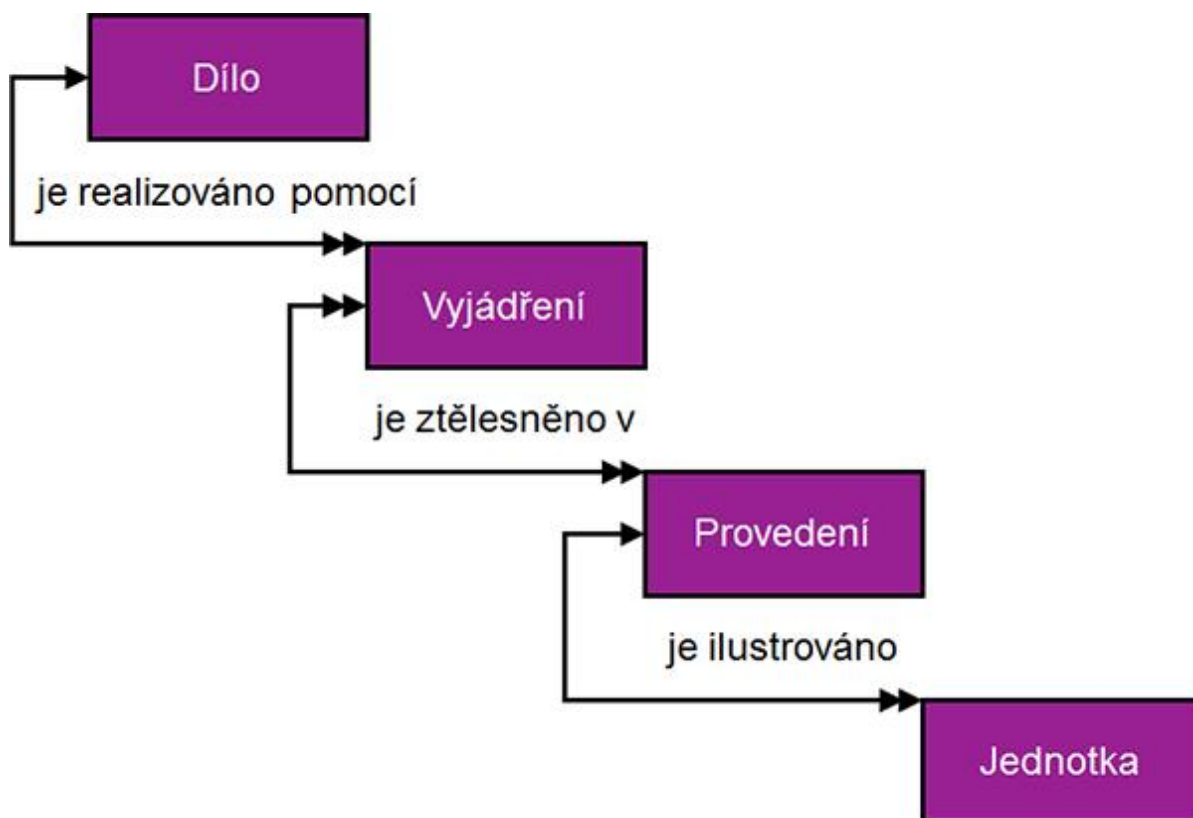 Dílo
je realizováno pomocí
Vyjádření
je ztělesněno v
Provedení
je ilustrováno
Jednotka